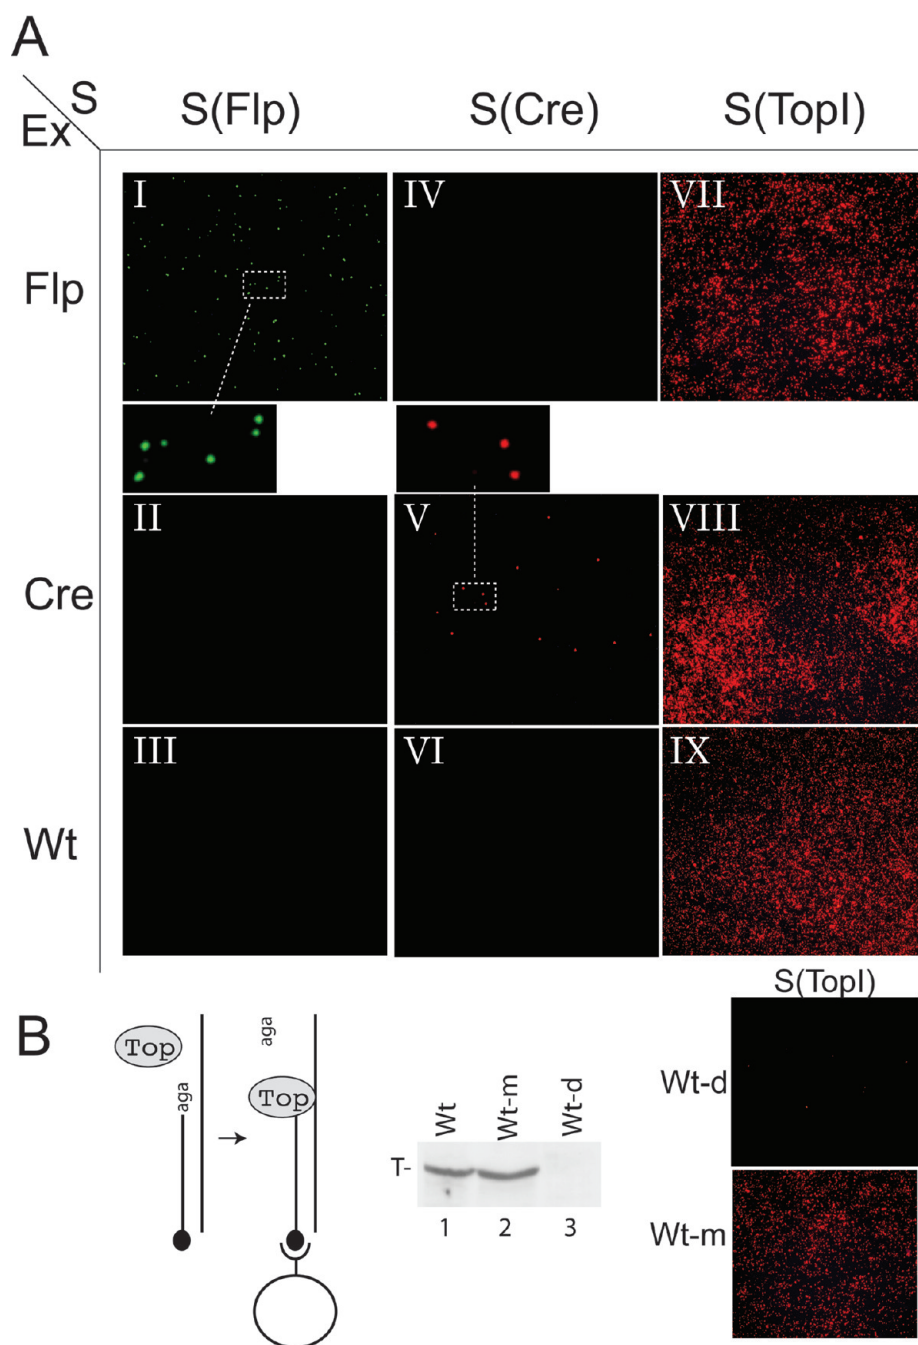 A
S
Ex
S(Flp) S(Cre) S(TopI)
Flp
I IV VII
Cre
II V VIII
Wt
III VI IX
B
Top aga
aga Top
T-
Wt Wt-m Wt-d
1 2 3
S(TopI)
Wt-d
Wt-m